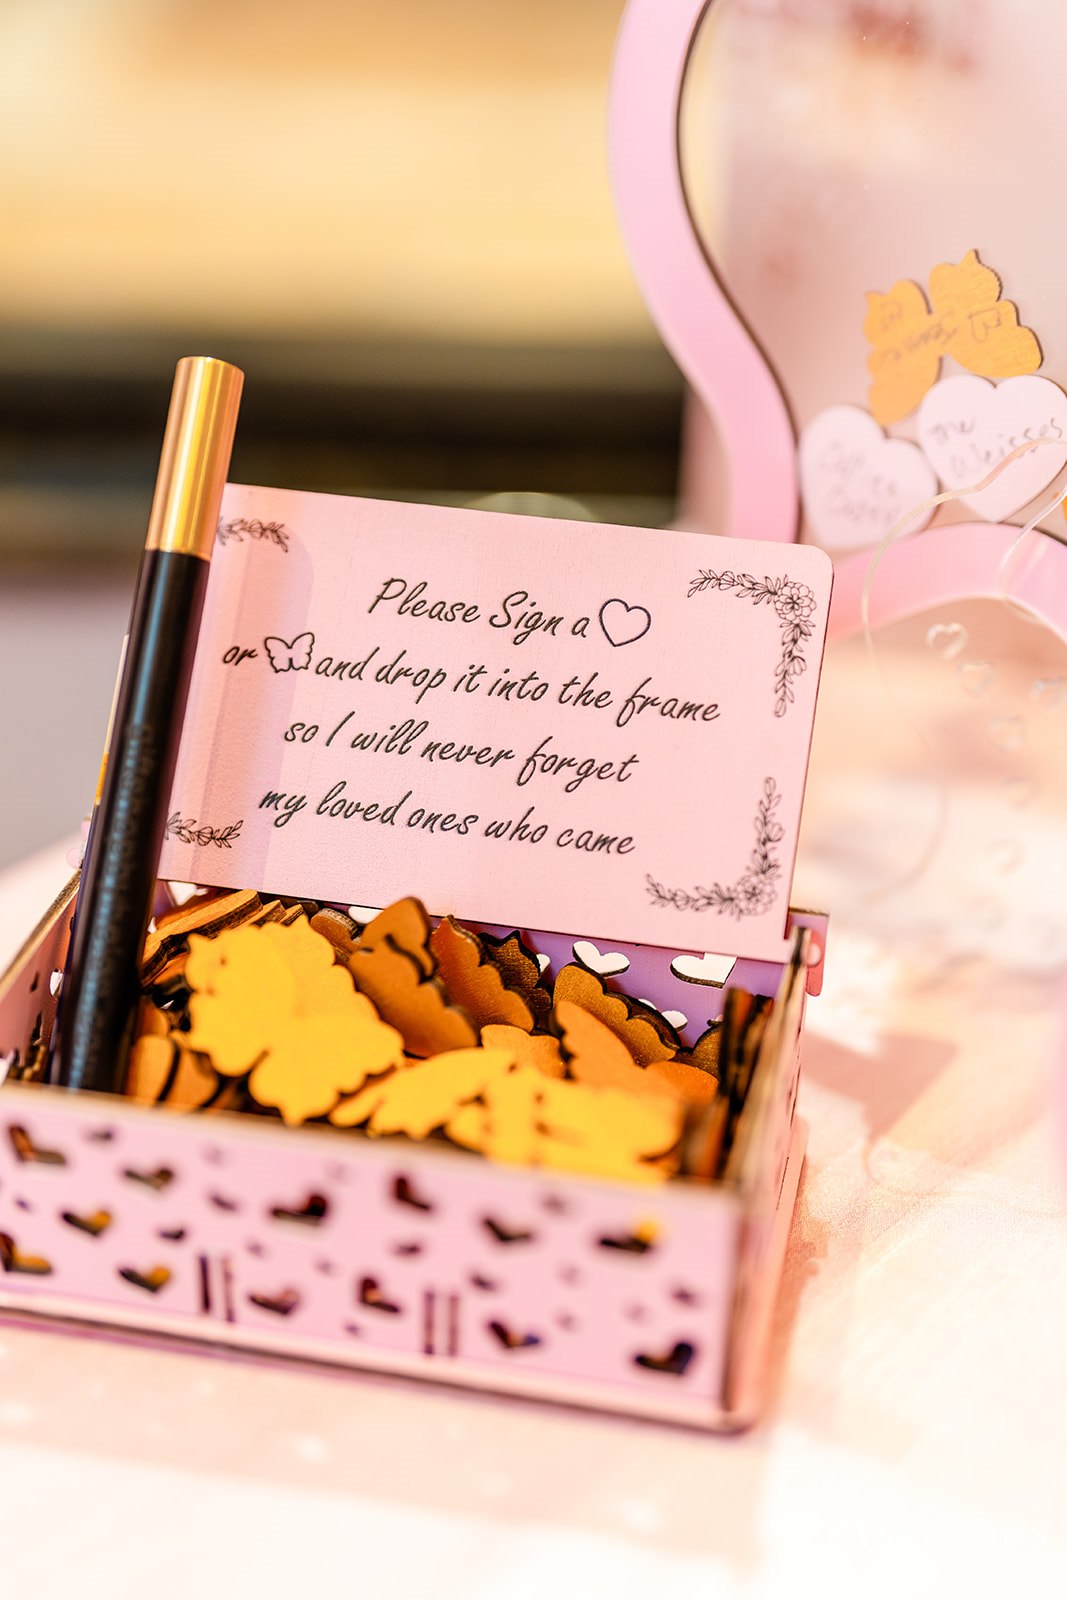 Please Sign a
or and drop it into the frame
so I will never forget
my loved ones who came
The
Weisses